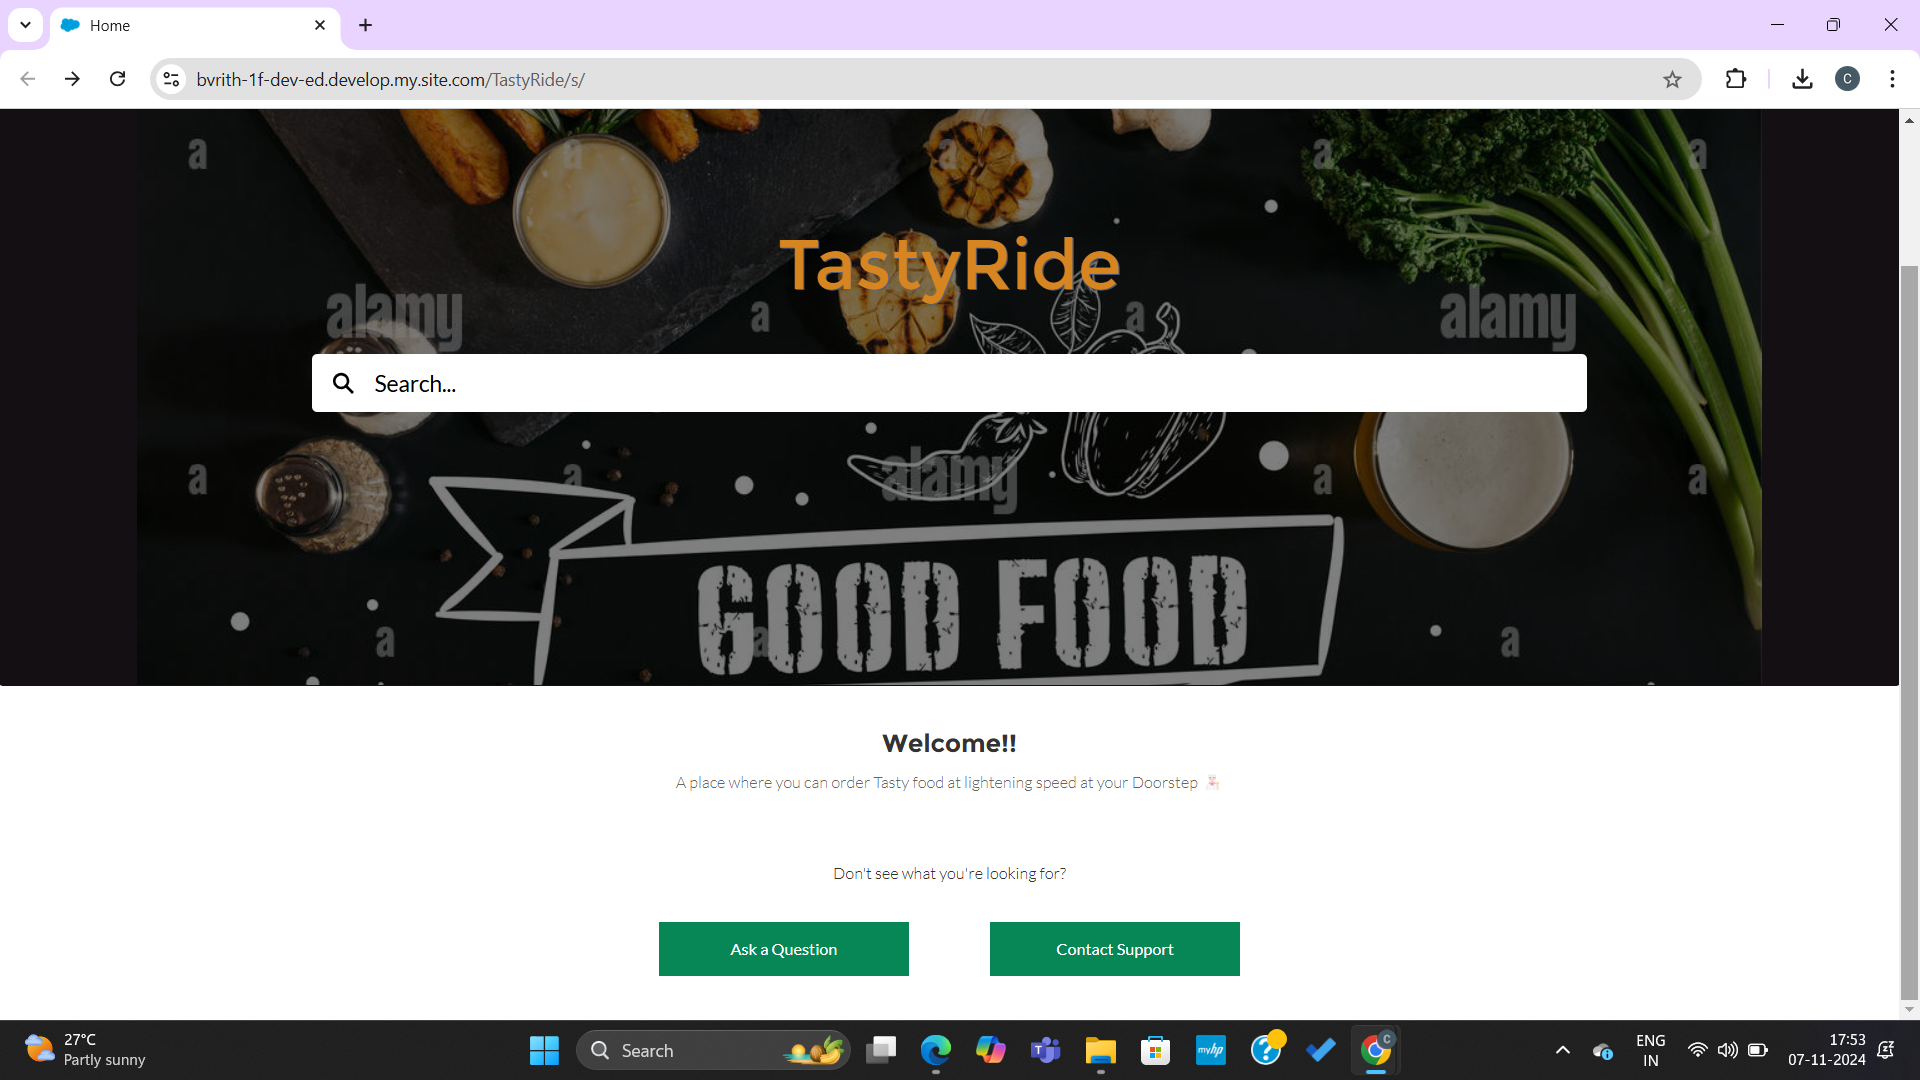 Home
bvrith-1f-dev-ed.develop.my.site.com/TastyRide/s/
C
a a a a a
TastyRide
alamy a a alamy
Search...
a a alamy a a
GOOD FOOD
a a a
Welcome!!
A place where you can order Tasty food at lightening speed at your Doorstep
Don't see what you're looking for?
Ask a Question Contact Support
27°C
Partly sunny
Search
T
myhp
?
C
ENG
IN
17:53
07-11-2024